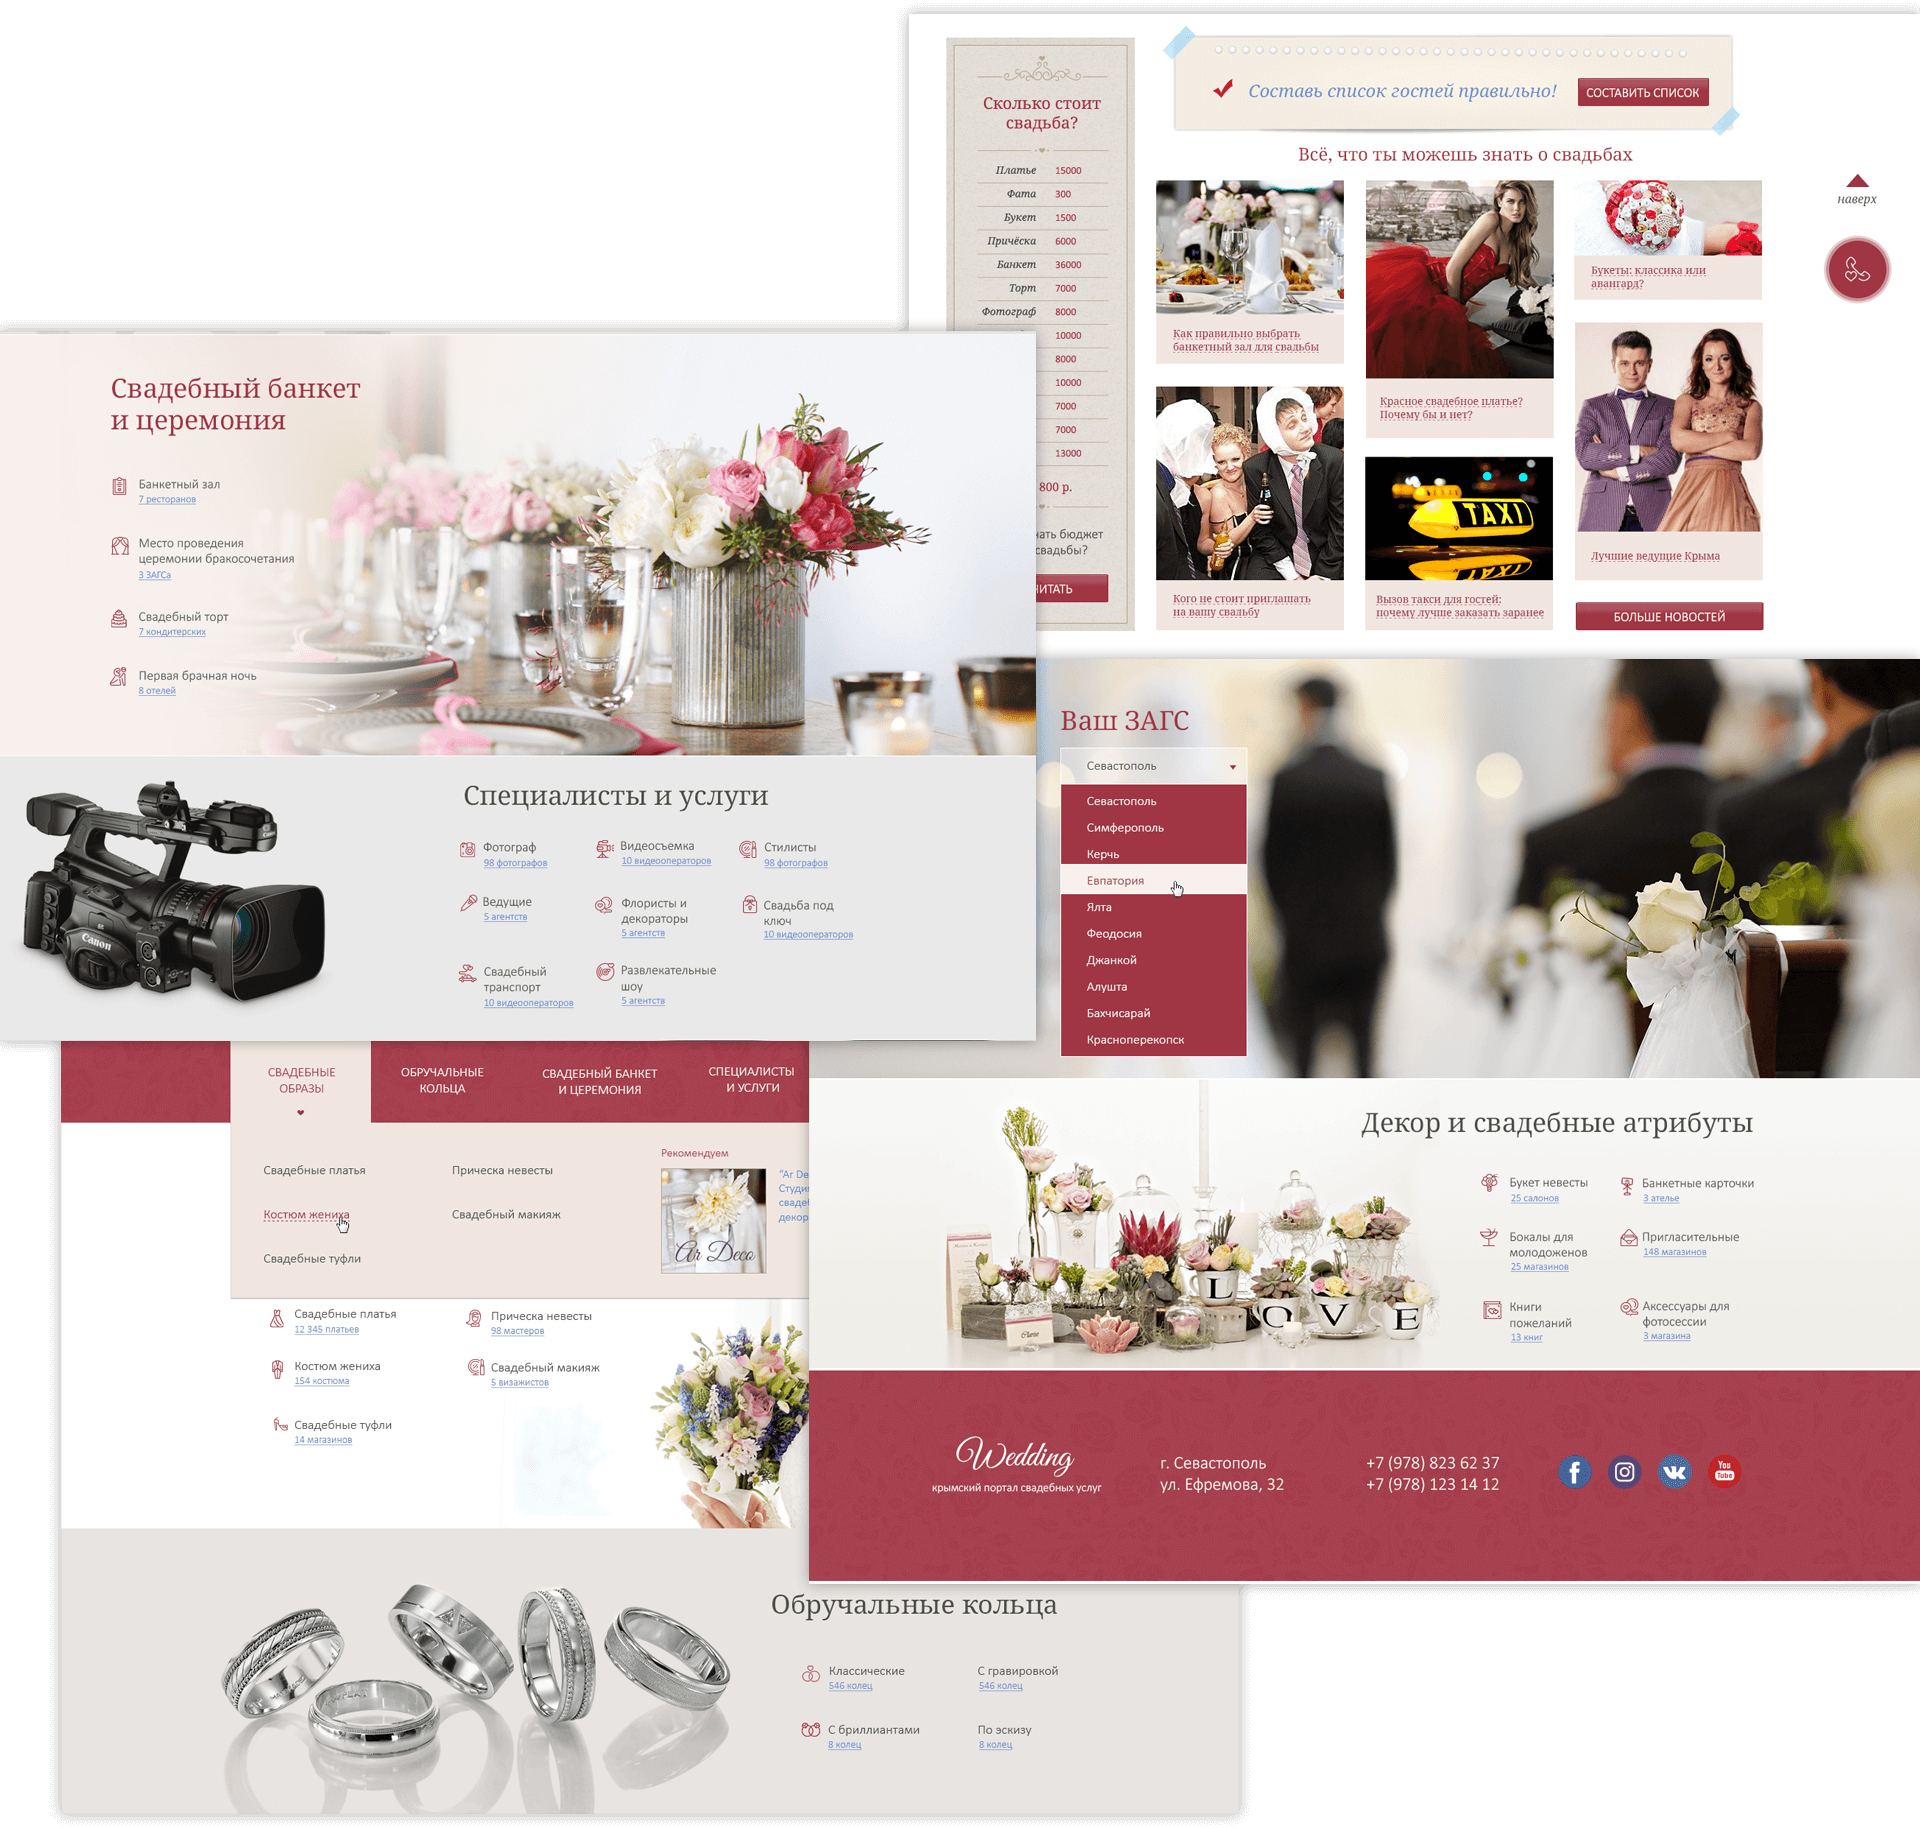 Сколько стоит
свадьба?
Платье 15000
Фата 300
Букет 1500
Причёска 6000
Банкет 36000
Торт 7000
Фотограф 8000
10000
8000
10000
7000
7000
13000
800 р.
бюджет
свадьбы?
Составь список гостей правильно!
СОСТАВИТЬ СПИСОК
Всё, что ты можешь знать о свадьбах
Как правильно выбрать
банкетный зал для свадьбы
Красное свадебное платье?
Почему бы и нет?
Букеты: классика или
авангард?
Кого не стоит приглашать
на вашу свадьбу
TAXI
Вызов такси для гостей:
почему лучше заказать заранее
Лучшие ведущие Крыма
БОЛЬШЕ НОВОСТЕЙ
наверх
Свадебный банкет
и церемония
Банкетный зал
7 ресторанов
Место проведения
церемонии бракосочетания
3 ЗАГСа
Свадебный торт
7 кондитерских
Первая брачная ночь
8 отелей
Canon
Canon
Специалисты и услуги
Фотограф
98 фотографов
Видеосъемка
10 видеооператоров
Стилисты
98 фотографов
Ведущие
5 агентств
Флористы и
декораторы
5 агентств
Свадьба под
ключ
10 видеооператоров
Свадебный
транспорт
10 видеооператоров
Развлекательные
шоу
5 агентств
Ваш ЗАГС
Севастополь
Севастополь
Симферополь
Керчь
Евпатория
Ялта
Феодосия
Джанкой
Алушта
Бахчисарай
Красноперекопск
СВАДЕБНЫЕ
ОБРАЗЫ
ОБРУЧАЛЬНЫЕ
КОЛЬЦА
СВАДЕБНЫЙ БАНКЕТ
И ЦЕРЕМОНИЯ
СПЕЦИАЛИСТЫ
И УСЛУГИ
Свадебные платья
Костюм жениха
Свадебные туфли
Прическа невесты
Свадебный макияж
Рекомендуем
Ar Deco
"Ar De
Студи
сваде
декор
Свадебные платья
12 345 платьев
Прическа невесты
98 мастеров
Костюм жениха
154 костюма
Свадебный макияж
5 визажистов
Свадебные туфли
14 магазинов
Декор и свадебные атрибуты
Букет невесты
25 салонов
Банкетные карточки
3 ателье
Бокалы для
молодоженов
25 магазинов
Пригласительные
148 магазинов
Книги
пожеланий
13 книг
Аксессуары для
фотосессии
3 магазина
L O V E
Wedding
крымский портал свадебных услуг
г. Севастополь
ул. Ефремова, 32
+7 (978) 823 62 37
+7 (978) 123 14 12
You
Tube
Обручальные кольца
Классические
546 колец
С гравировкой
546 колец
С бриллиантами
8 колец
По эскизу
8 колец